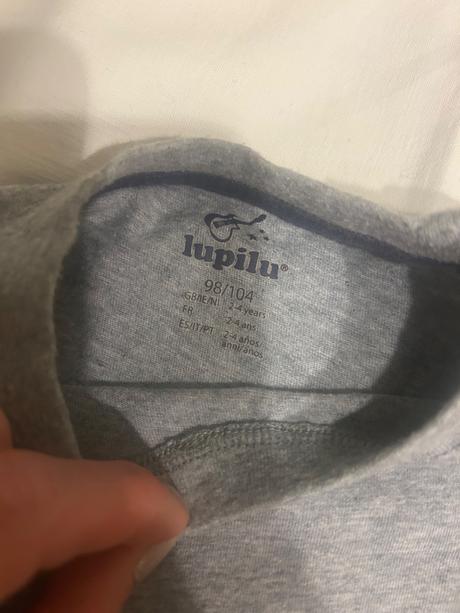 lupilu®
98/104
GB/IE/NI 2-4 years
FR 2-4 ans
ES/IT/PT 2-4 años/
anni/anos